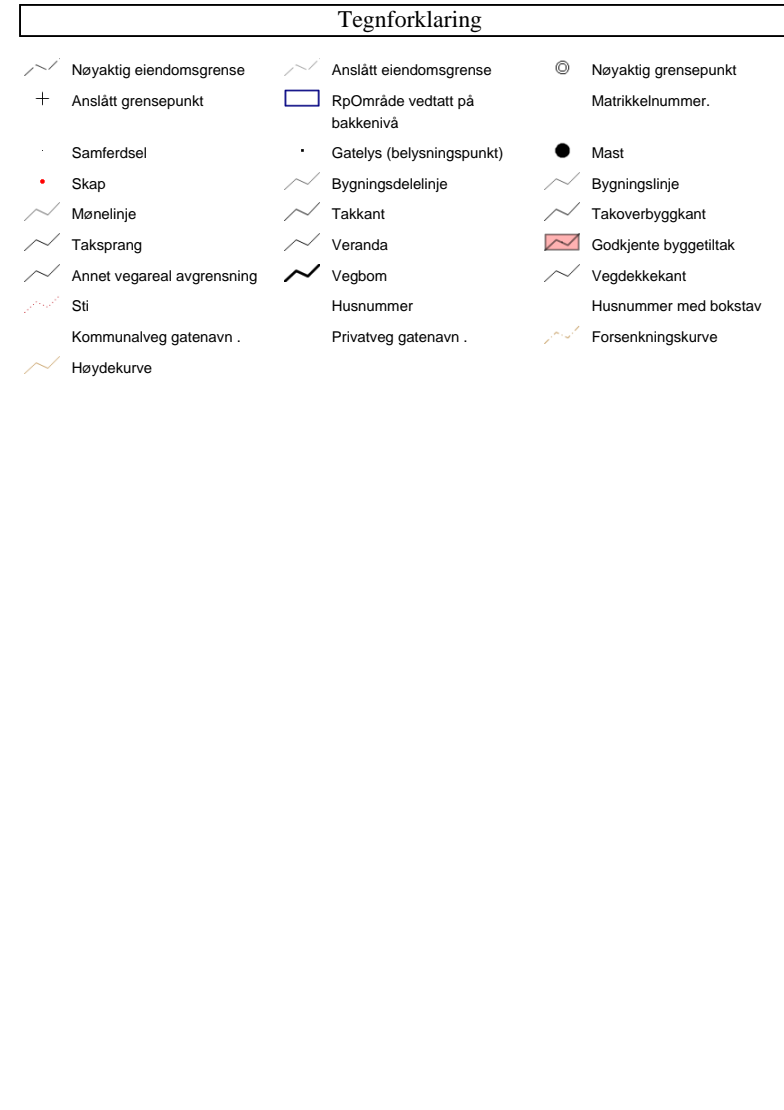 Tegnforklaring
Nøyaktig eiendomsgrense
Anslått eiendomsgrense
Nøyaktig grensepunkt
Anslått grensepunkt
RpOmråde vedtatt på
bakkenivå
Matrikkelnummer.
Samferdsel
Gatelys (belysningspunkt)
Mast
Skap
Bygningsdelelinje
Bygningslinje
Mønelinje
Takkant
Takoverbyggkant
Taksprang
Veranda
Godkjente byggetiltak
Annet vegareal avgrensning
Vegbom
Vegdekkekant
Sti
Husnummer
Husnummer med bokstav
Kommunalveg gatenavn .
Privatveg gatenavn .
Forsenkningskurve
Høydekurve